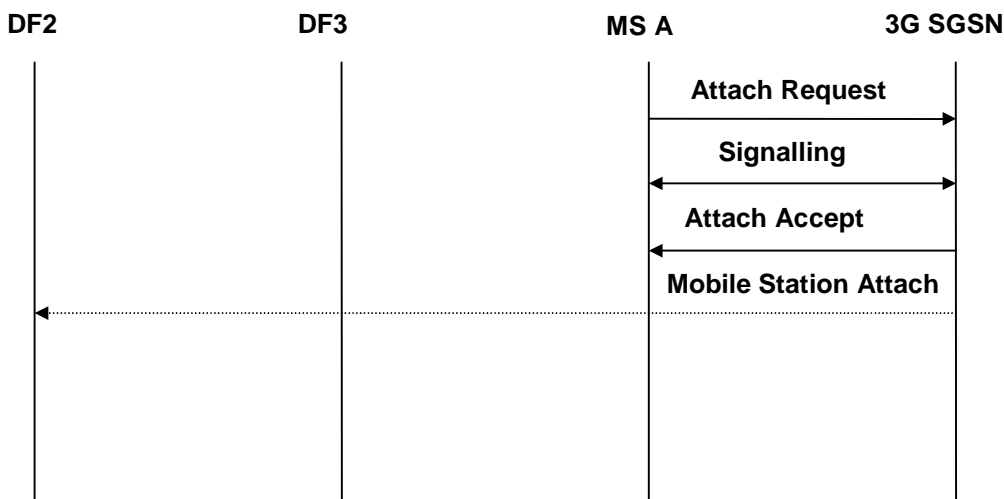 DF2 DF3 MS A 3G SGSN
Attach Request
Signalling
Attach Accept
Mobile Station Attach